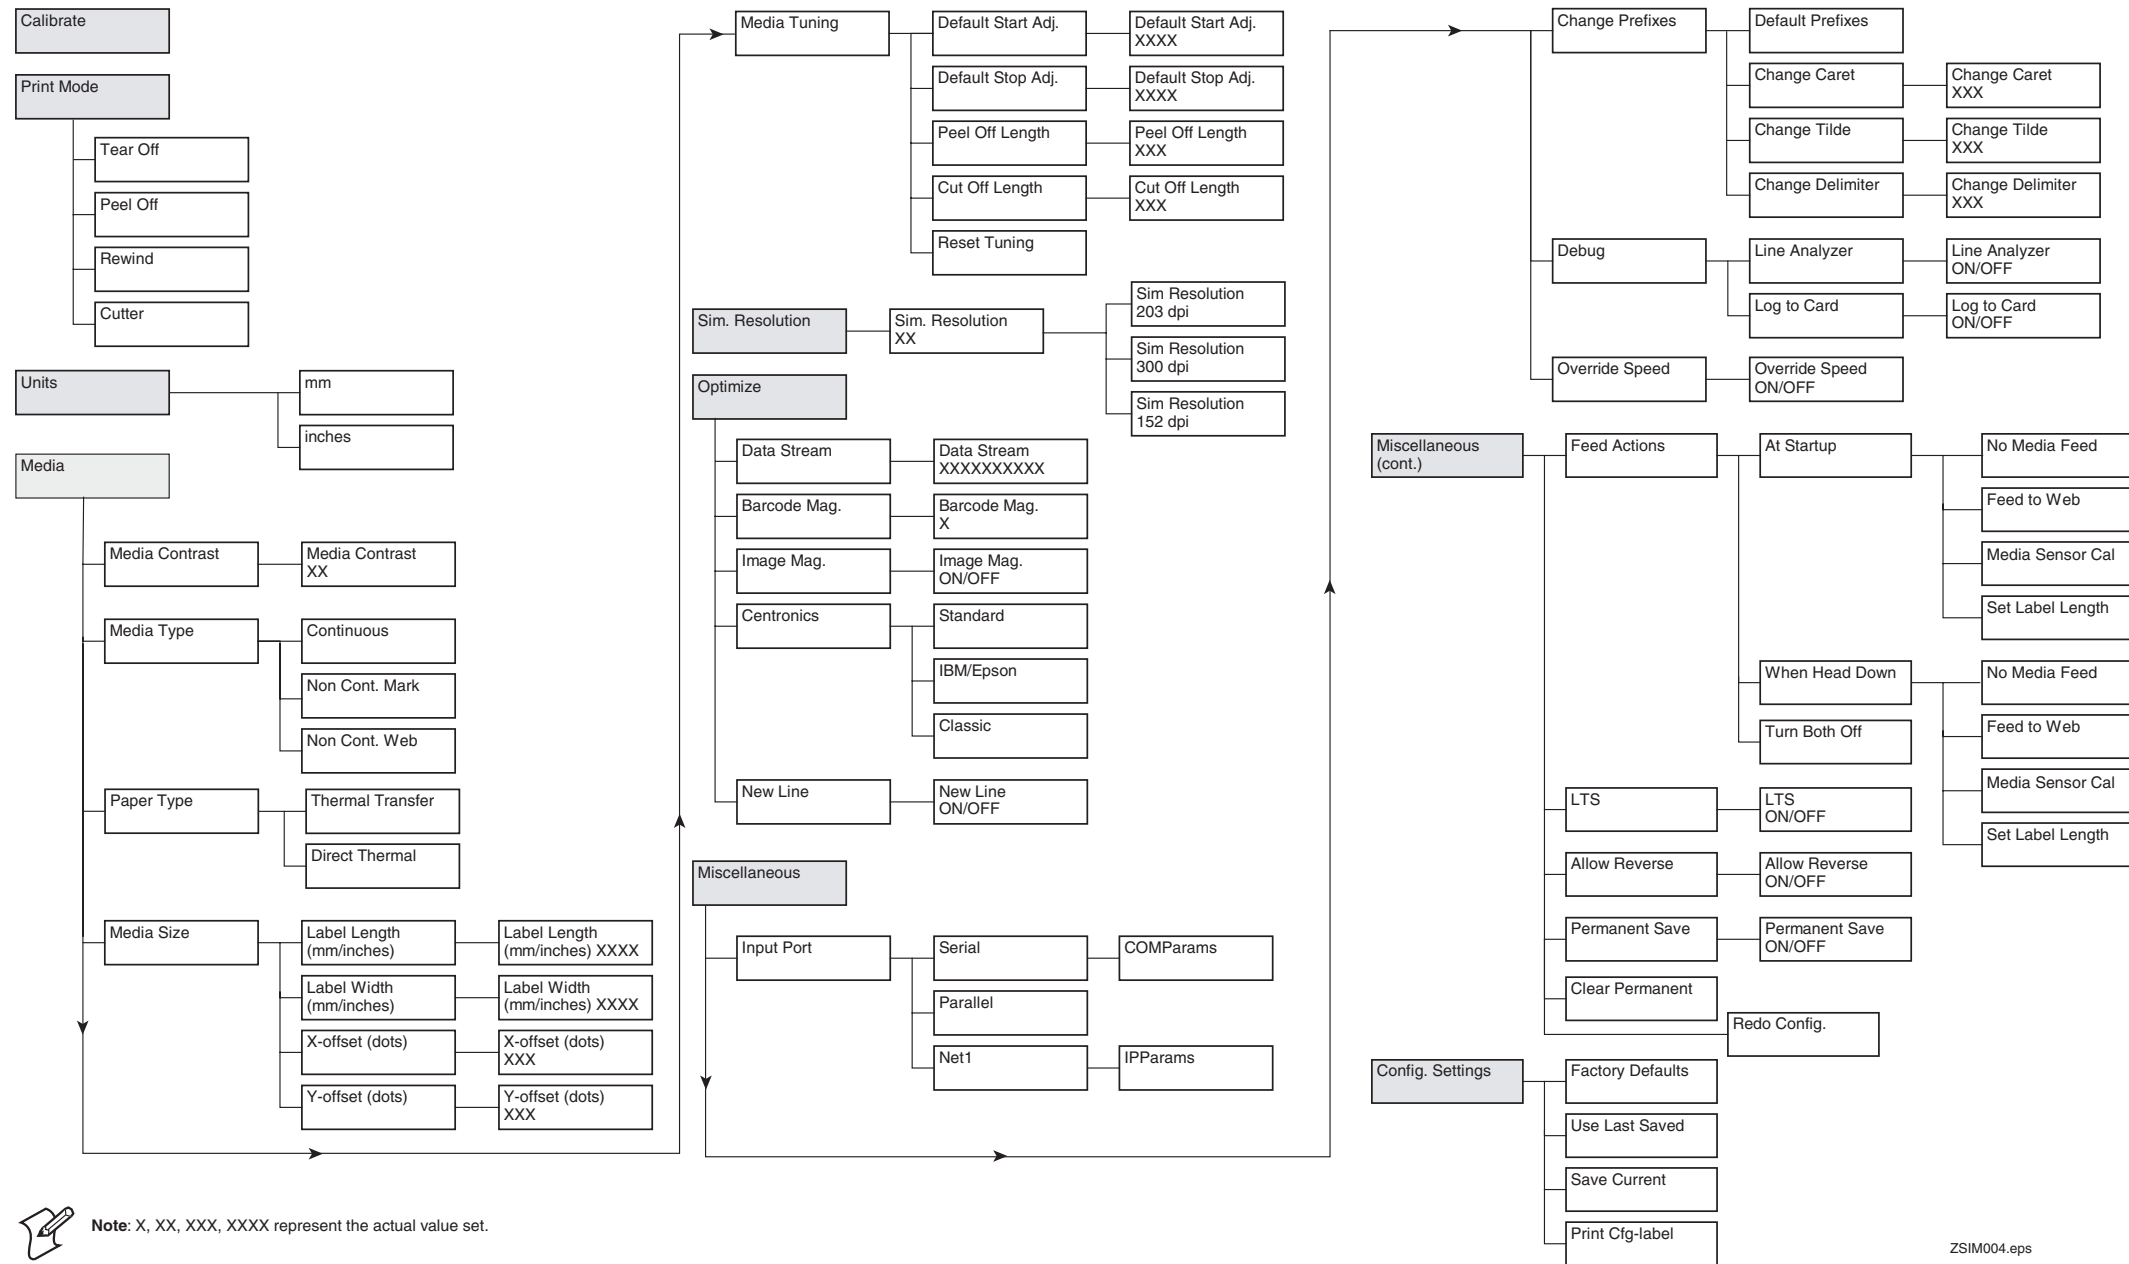 Calibrate
Print Mode
Tear Off
Peel Off
Rewind
Cutter
Units
mm
inches
Media
Media Contrast
Media Contrast
XX
Media Type
Continuous
Non Cont. Mark
Non Cont. Web
Paper Type
Thermal Transfer
Direct Thermal
Media Size
Label Length
(mm/inches)
Label Length
(mm/inches) XXXX
Label Width
(mm/inches)
Label Width
(mm/inches) XXXX
X-offset (dots)
X-offset (dots)
XXX
Y-offset (dots)
Y-offset (dots)
XXX
Media Tuning
Default Start Adj.
Default Start Adj.
XXXX
Default Stop Adj.
Default Stop Adj.
XXXX
Peel Off Length
Peel Off Length
XXX
Cut Off Length
Cut Off Length
XXX
Reset Tuning
Sim. Resolution
Sim. Resolution
XX
Sim Resolution
203 dpi
Sim Resolution
300 dpi
Sim Resolution
152 dpi
Optimize
Data Stream
Data Stream
XXXXXXXXXX
Barcode Mag.
Barcode Mag.
X
Image Mag.
Image Mag.
ON/OFF
Centronics
Standard
IBM/Epson
Classic
New Line
New Line
ON/OFF
Miscellaneous
Input Port
Serial
COMParams
Parallel
Net1
IPParams
Change Prefixes
Default Prefixes
Change Caret
Change Caret
XXX
Change Tilde
Change Tilde
XXX
Change Delimiter
Change Delimiter
XXX
Debug
Line Analyzer
Line Analyzer
ON/OFF
Log to Card
Log to Card
ON/OFF
Override Speed
Override Speed
ON/OFF
Miscellaneous
(cont.)
Feed Actions
At Startup
No Media Feed
Feed to Web
Media Sensor Cal
Set Label Length
When Head Down
No Media Feed
Feed to Web
Media Sensor Cal
Set Label Length
Turn Both Off
LTS
LTS
ON/OFF
Allow Reverse
Allow Reverse
ON/OFF
Permanent Save
Permanent Save
ON/OFF
Clear Permanent
Redo Config.
Config. Settings
Factory Defaults
Use Last Saved
Save Current
Print Cfg-label
Note: X, XX, XXX, XXXX represent the actual value set.
ZSIM004.eps